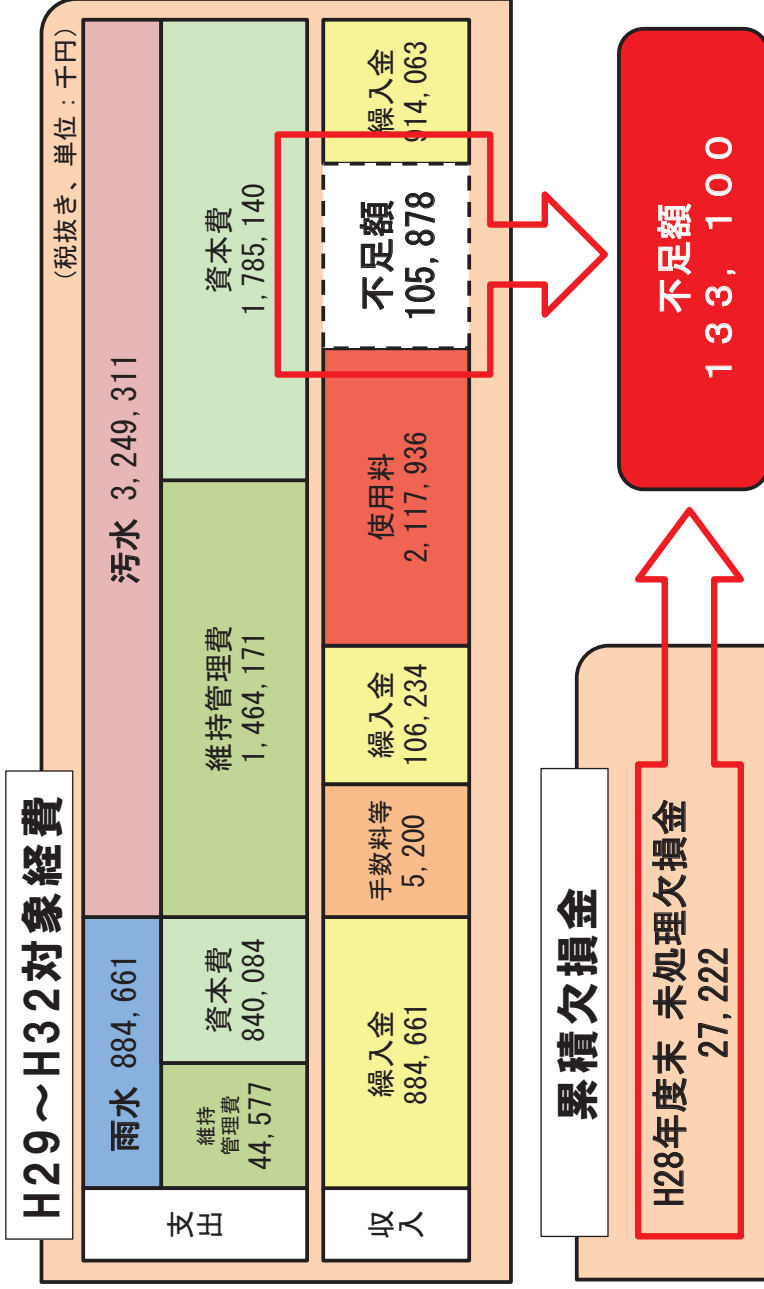 H29～H32対象経費
(税抜き、単位：千円)
支出
雨水 884,661
汚水 3,249,311
維持
管理費
44,577
資本費
840,084
維持管理費
1,464,171
資本費
1,785,140
収入
繰入金
884,661
手数料等
5,200
繰入金
106,234
使用料
2,117,936
不足額
105,878
繰入金
914,063
累積欠損金
H28年度末 未処理欠損金
27,222
不足額
１３３,１００